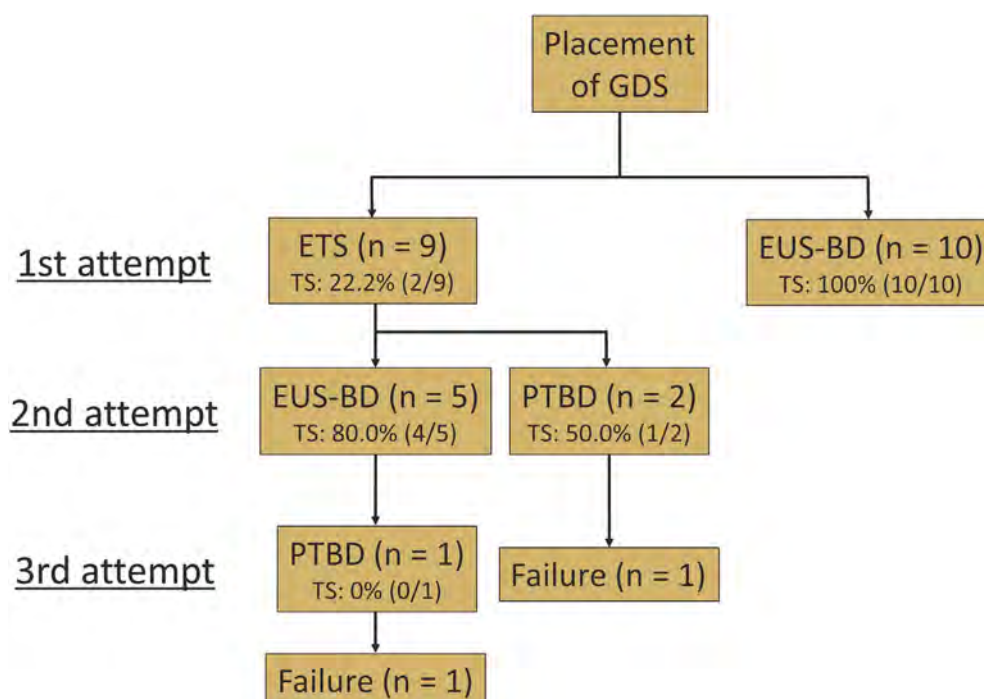 Placement
of GDS
1st attempt
ETS (n = 9)
TS: 22.2% (2/9)
EUS-BD (n = 10)
TS: 100% (10/10)
2nd attempt
EUS-BD (n = 5)
TS: 80.0% (4/5)
PTBD (n = 2)
TS: 50.0% (1/2)
3rd attempt
PTBD (n = 1)
TS: 0% (0/1)
Failure (n = 1)
Failure (n = 1)